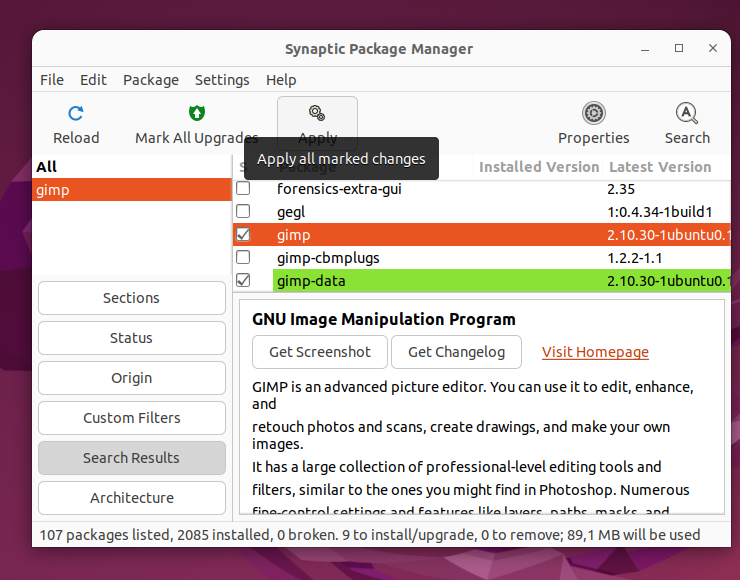 Synaptic Package Manager
File Edit Package Settings Help
Reload Mark All Upgrades Apply Properties Search
Apply all marked changes
All
gimp
S Package Installed Version Latest Version
forensics-extra-gui 2.35
gegl 1:0.4.34-1build1
gimp 2.10.30-1ubuntu0.1
gimp-cbmplugs 1.2.2-1.1
gimp-data 2.10.30-1ubuntu0.1
Sections
Status
Origin
Custom Filters
Search Results
Architecture
GNU Image Manipulation Program
Get Screenshot Get Changelog Visit Homepage
GIMP is an advanced picture editor. You can use it to edit, enhance,
and
retouch photos and scans, create drawings, and make your own
images.
It has a large collection of professional-level editing tools and
filters, similar to the ones you might find in Photoshop. Numerous
fine-control settings and features like layers, paths, masks, and
107 packages listed, 2085 installed, 0 broken. 9 to install/upgrade, 0 to remove; 89,1 MB will be used